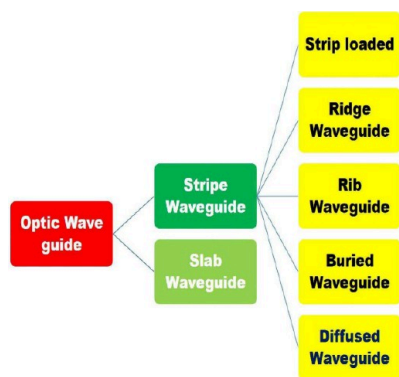 Optic Wave
guide
Stripe
Waveguide
Slab
Waveguide
Strip loaded
Ridge
Waveguide
Rib
Waveguide
Buried
Waveguide
Diffused
Waveguide